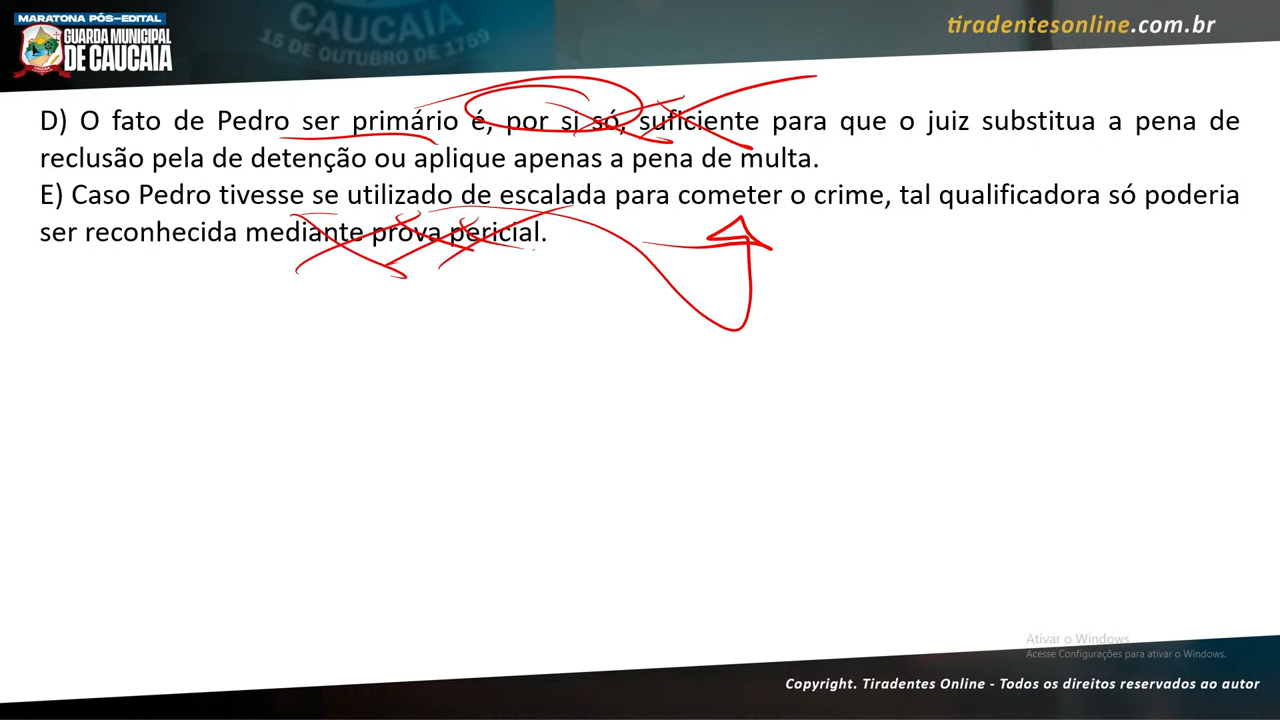 MARATONA PÓS-EDITAL
GUARDA MUNICIPAL
DE CAUCAIA
CAUCAIA
15 DE OUTUBRO DE 1759
tiradentesonline.com.br
D) O fato de Pedro ser primário é, por si só, suficiente para que o juiz substitua a pena de
reclusão pela de detenção ou aplique apenas a pena de multa.
E) Caso Pedro tivesse se utilizado de escalada para cometer o crime, tal qualificadora só poderia
ser reconhecida mediante prova pericial.
Ativar o Windows
Acesse Configurações para ativar o Windows.
Copyright. Tiradentes Online - Todos os direitos reservados ao autor